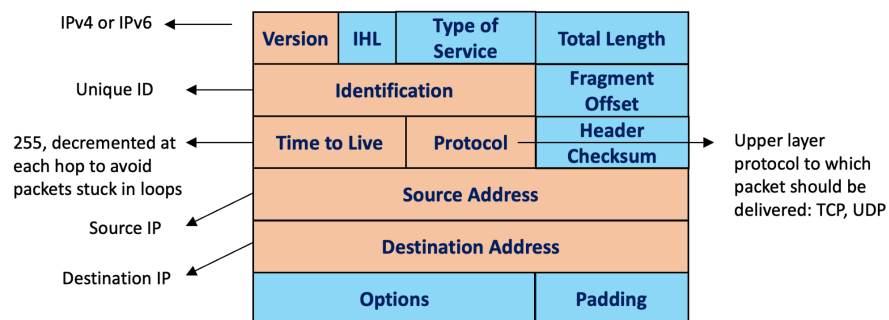 IPv4 or IPv6
Version
IHL
Type of
Service
Total Length
Unique ID
Identification
Fragment
Offset
255, decremented at
each hop to avoid
packets stuck in loops
Time to Live
Protocol
Header
Checksum
Upper layer
protocol to which
packet should be
delivered: TCP, UDP
Source IP
Source Address
Destination IP
Destination Address
Options
Padding